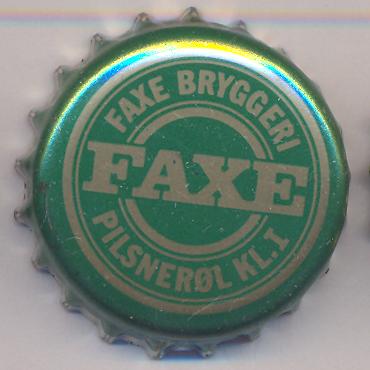 FAXE BRYGGERI
FAXE
PILSNERØL KL. I